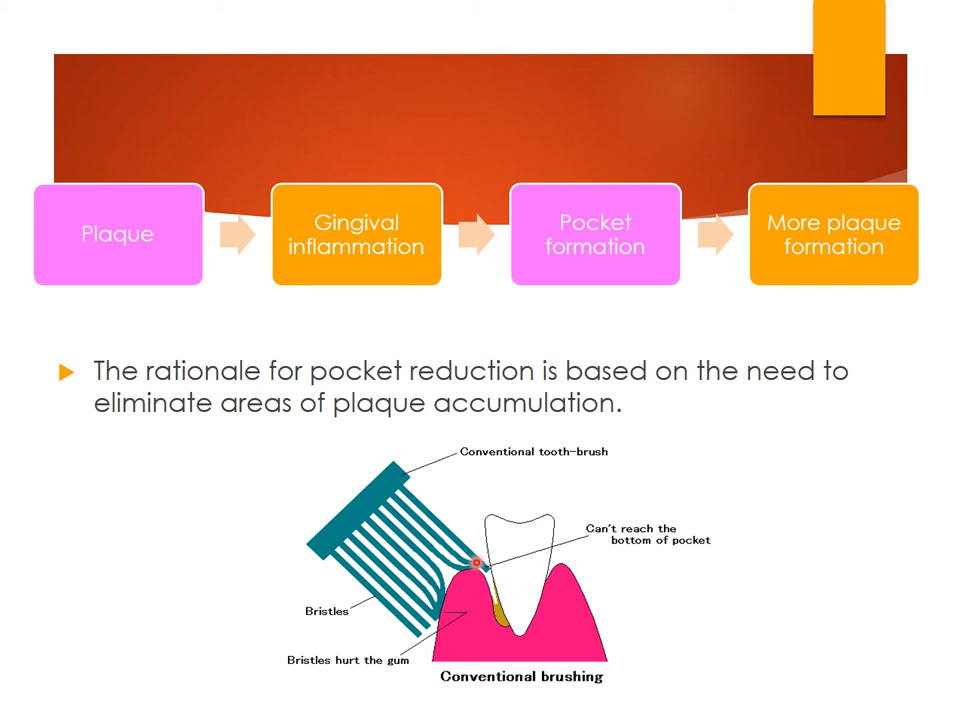 Plaque
Gingival
inflammation
Pocket
formation
More plaque
formation
The rationale for pocket reduction is based on the need to
eliminate areas of plaque accumulation.
Conventional tooth-brush
Can't reach the
bottom of pocket
Bristles
Bristles hurt the gum
Conventional brushing